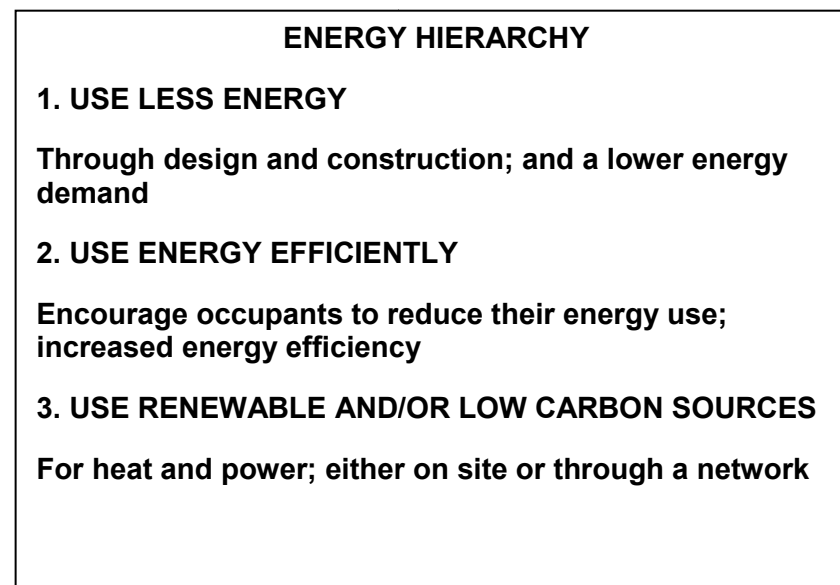 ENERGY HIERARCHY
1. USE LESS ENERGY
Through design and construction; and a lower energy
demand
2. USE ENERGY EFFICIENTLY
Encourage occupants to reduce their energy use;
increased energy efficiency
3. USE RENEWABLE AND/OR LOW CARBON SOURCES
For heat and power; either on site or through a network